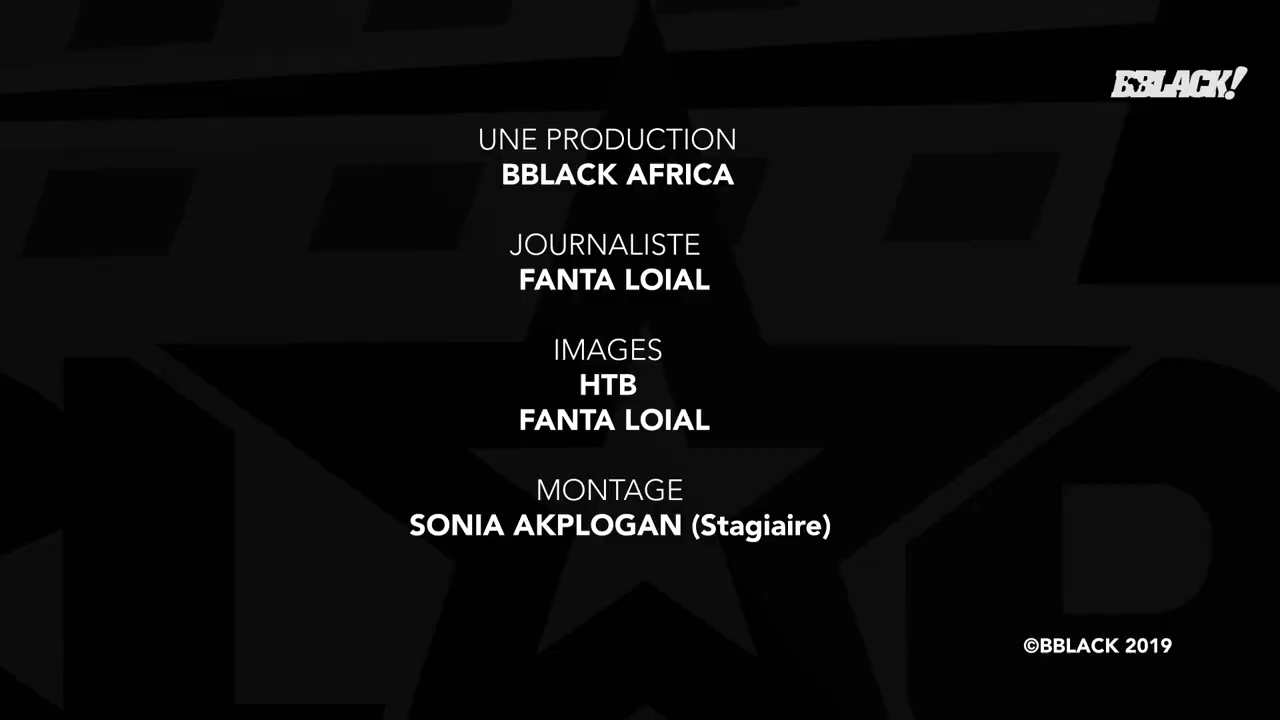 BBLACK!
UNE PRODUCTION
BBLACK AFRICA
JOURNALISTE
FANTA LOIAL
IMAGES
HTB
FANTA LOIAL
MONTAGE
SONIA AKPLOGAN (Stagiaire)
©BBLACK 2019